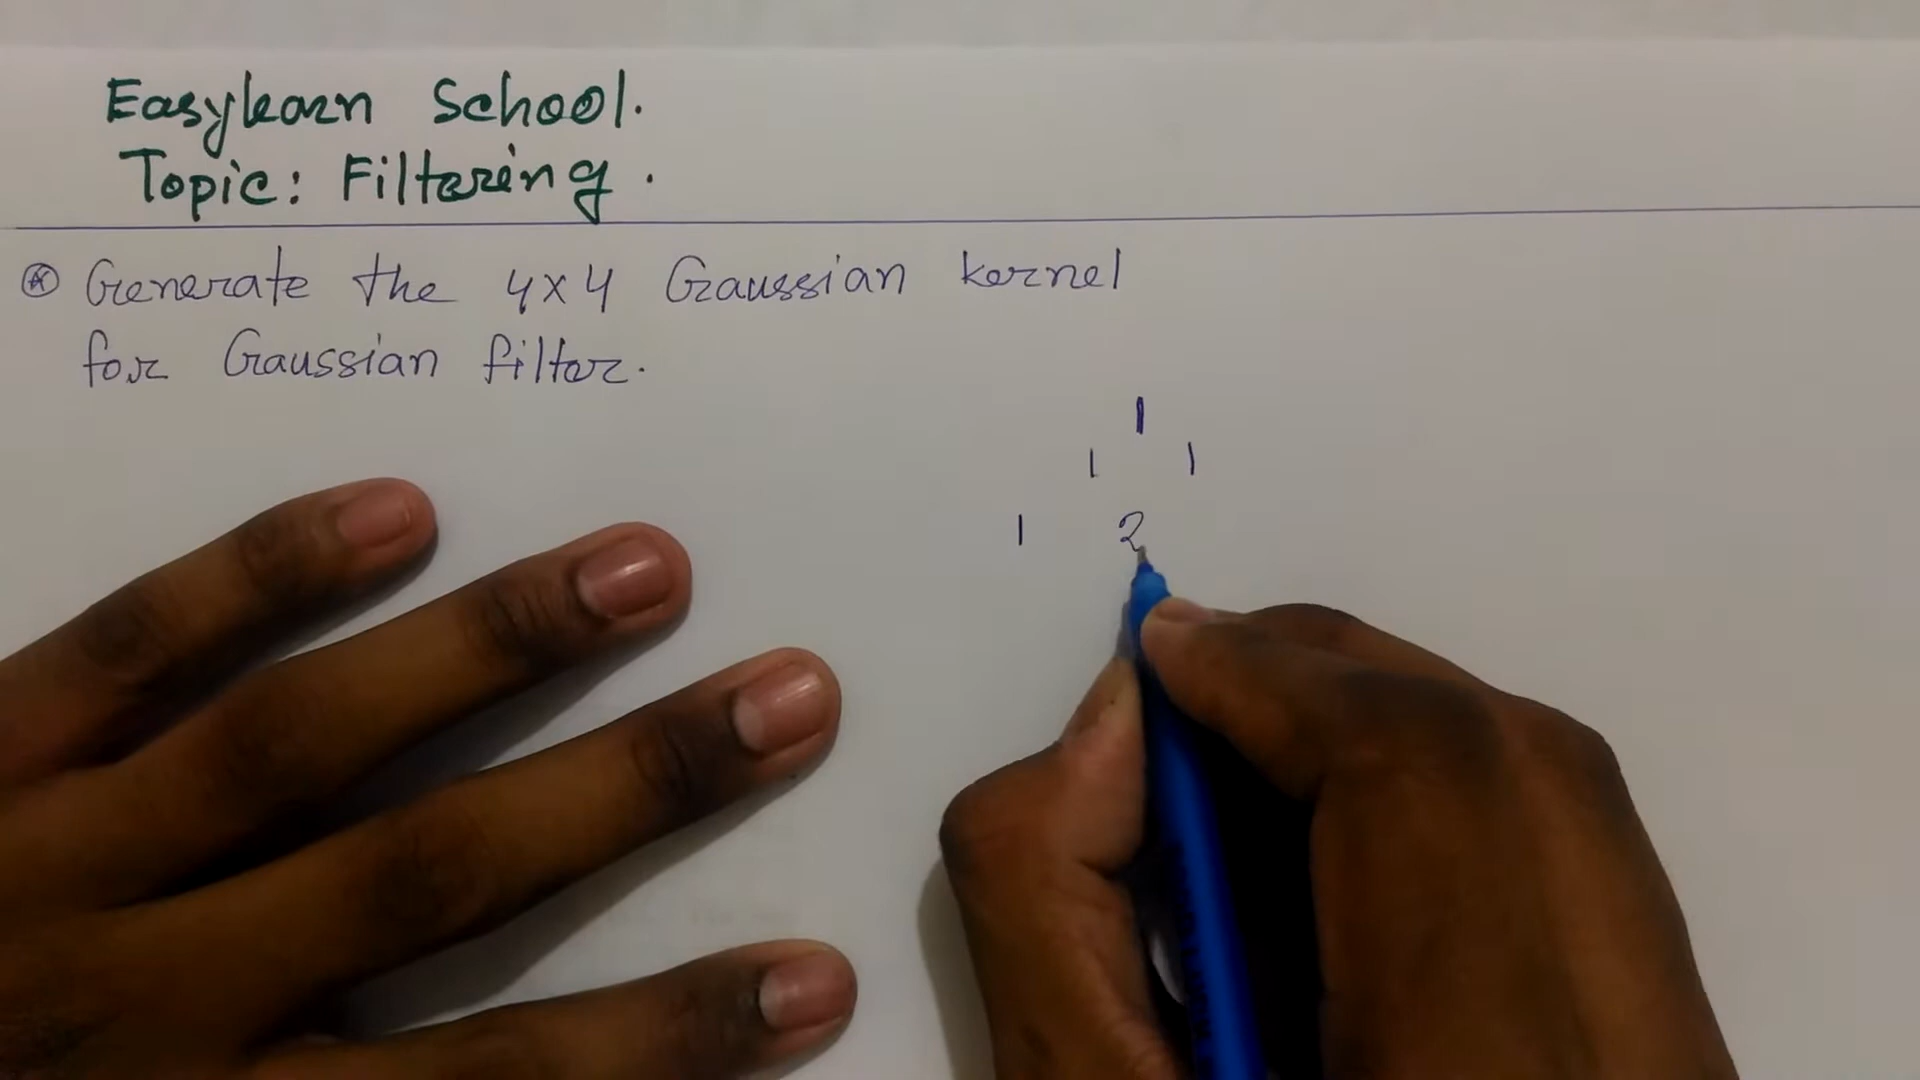 Easylearn School.
Topic: Filtering.
Generate the 4x4 Gaussian kernel
for Gaussian filter.
1
1 1
1 2